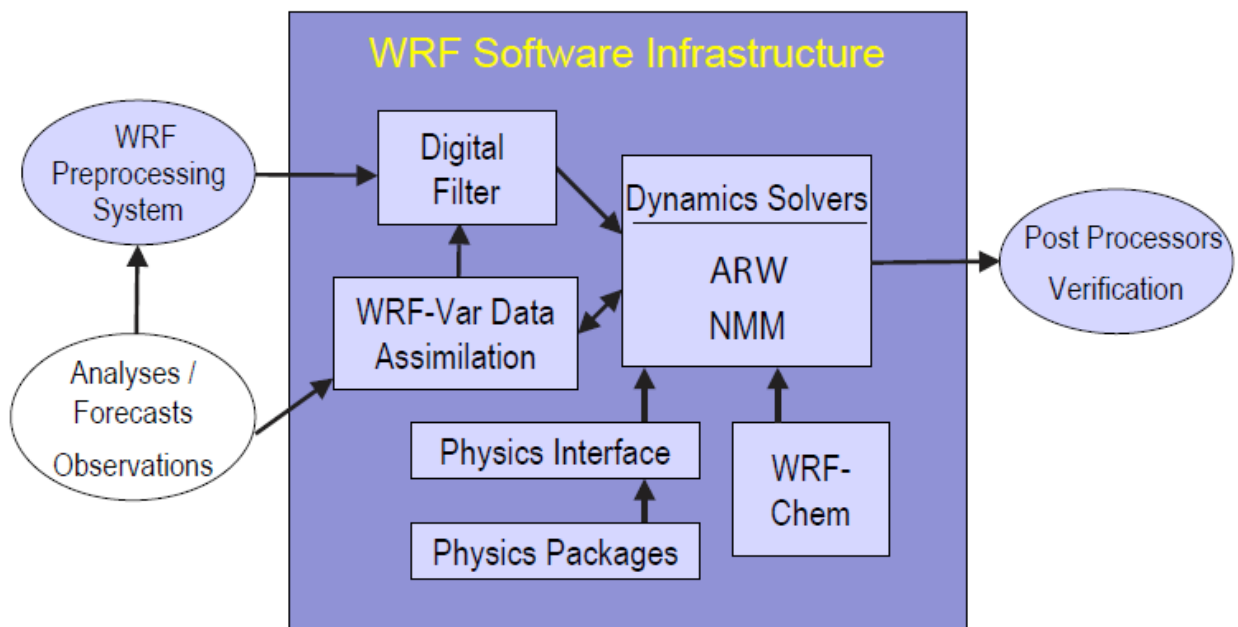 WRF Software Infrastructure
WRF
Preprocessing
System
Digital
Filter
Dynamics Solvers
ARW
NMM
Post Processors
Verification
WRF-Var Data
Assimilation
Analyses /
Forecasts
Observations
Physics Interface
WRF-
Chem
Physics Packages